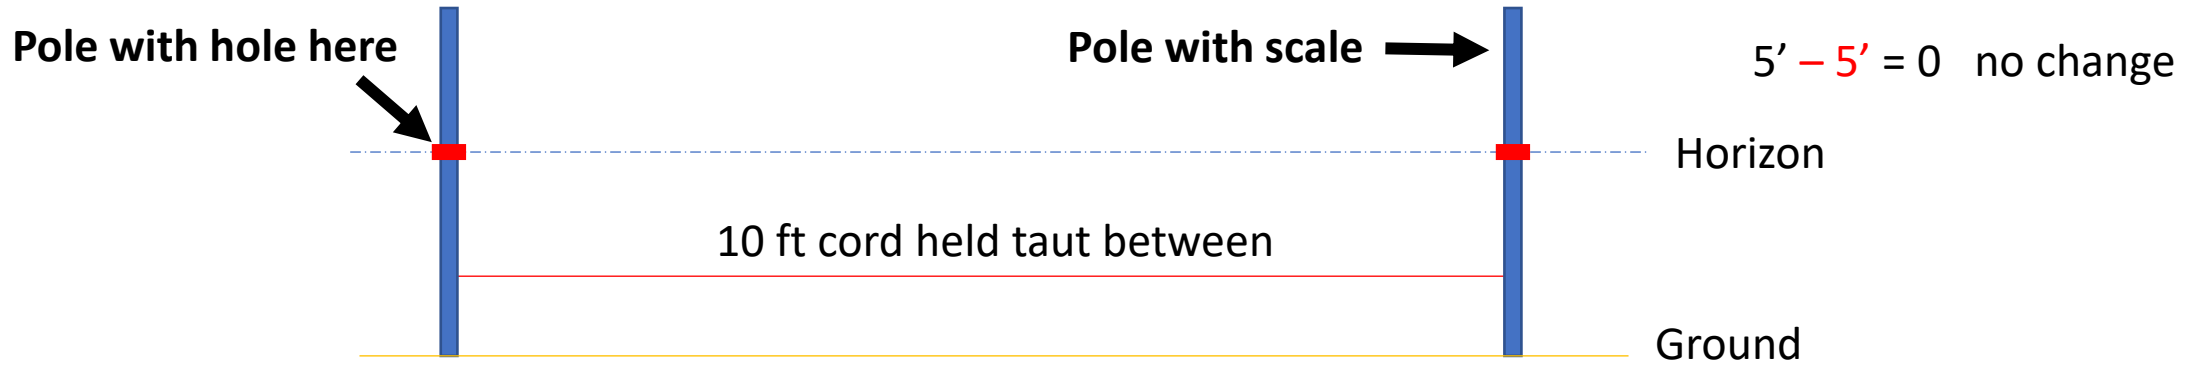 Pole with hole here
Pole with scale
5’ – 5’ = 0 no change
Horizon
10 ft cord held taut between
Ground